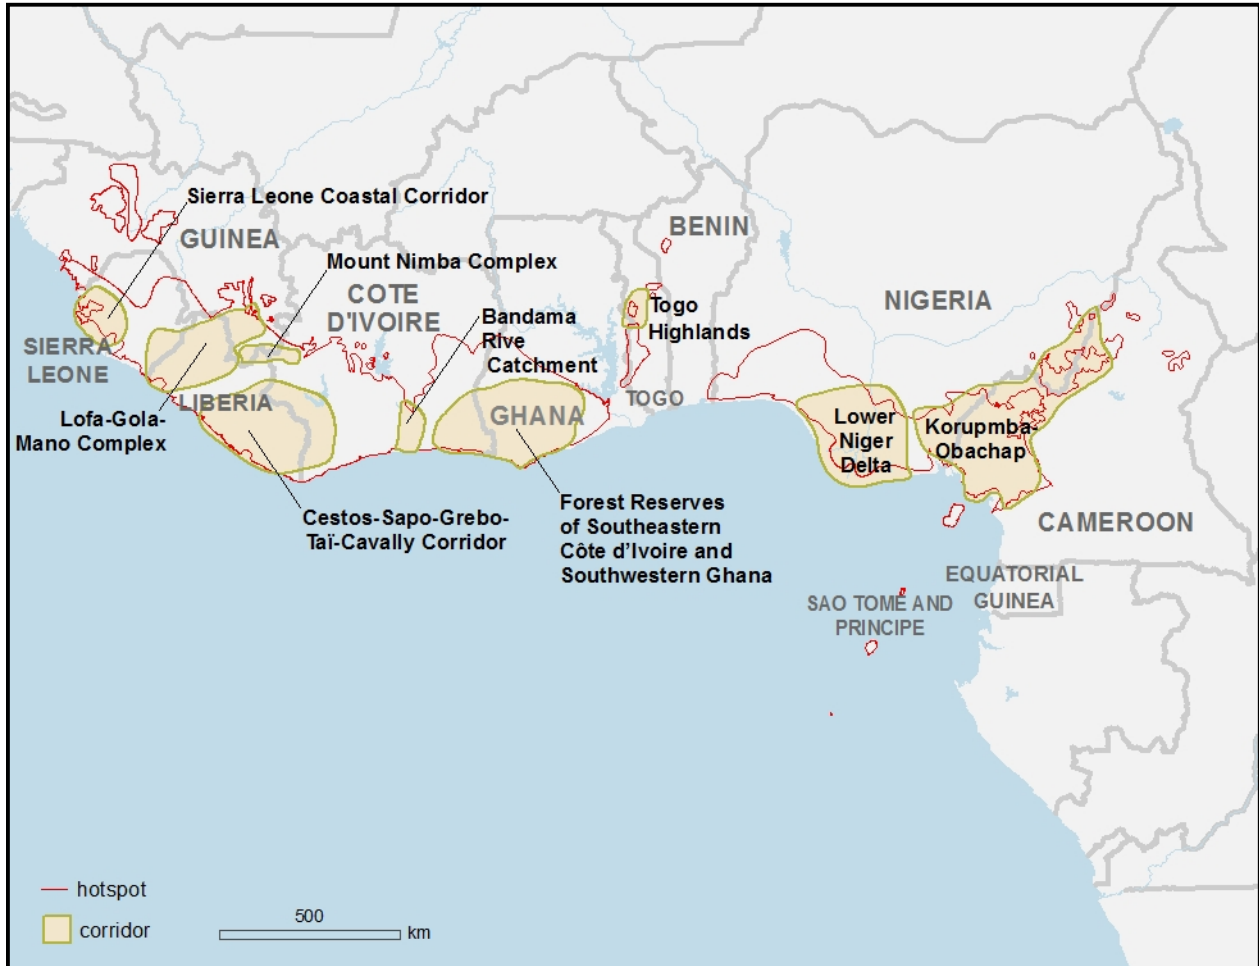 Sierra Leone Coastal Corridor
GUINEA
BENIN
Mount Nimba Complex
COTE
D'IVOIRE
Bandama
Rive
Catchment
Togo
Highlands
NIGERIA
SIERRA
LEONE
LIBERIA
Lofa-Gola-
Mano Complex
GHANA
TOGO
Lower
Niger
Delta
Korupmba-
Obachap
Cestos-Sapo-Grebo-
Taï-Cavally Corridor
Forest Reserves
of Southeastern
Côte d'Ivoire and
Southwestern Ghana
CAMEROON
EQUATORIAL
GUINEA
SAO TOME AND
PRINCIPE
hotspot
corridor
500
km